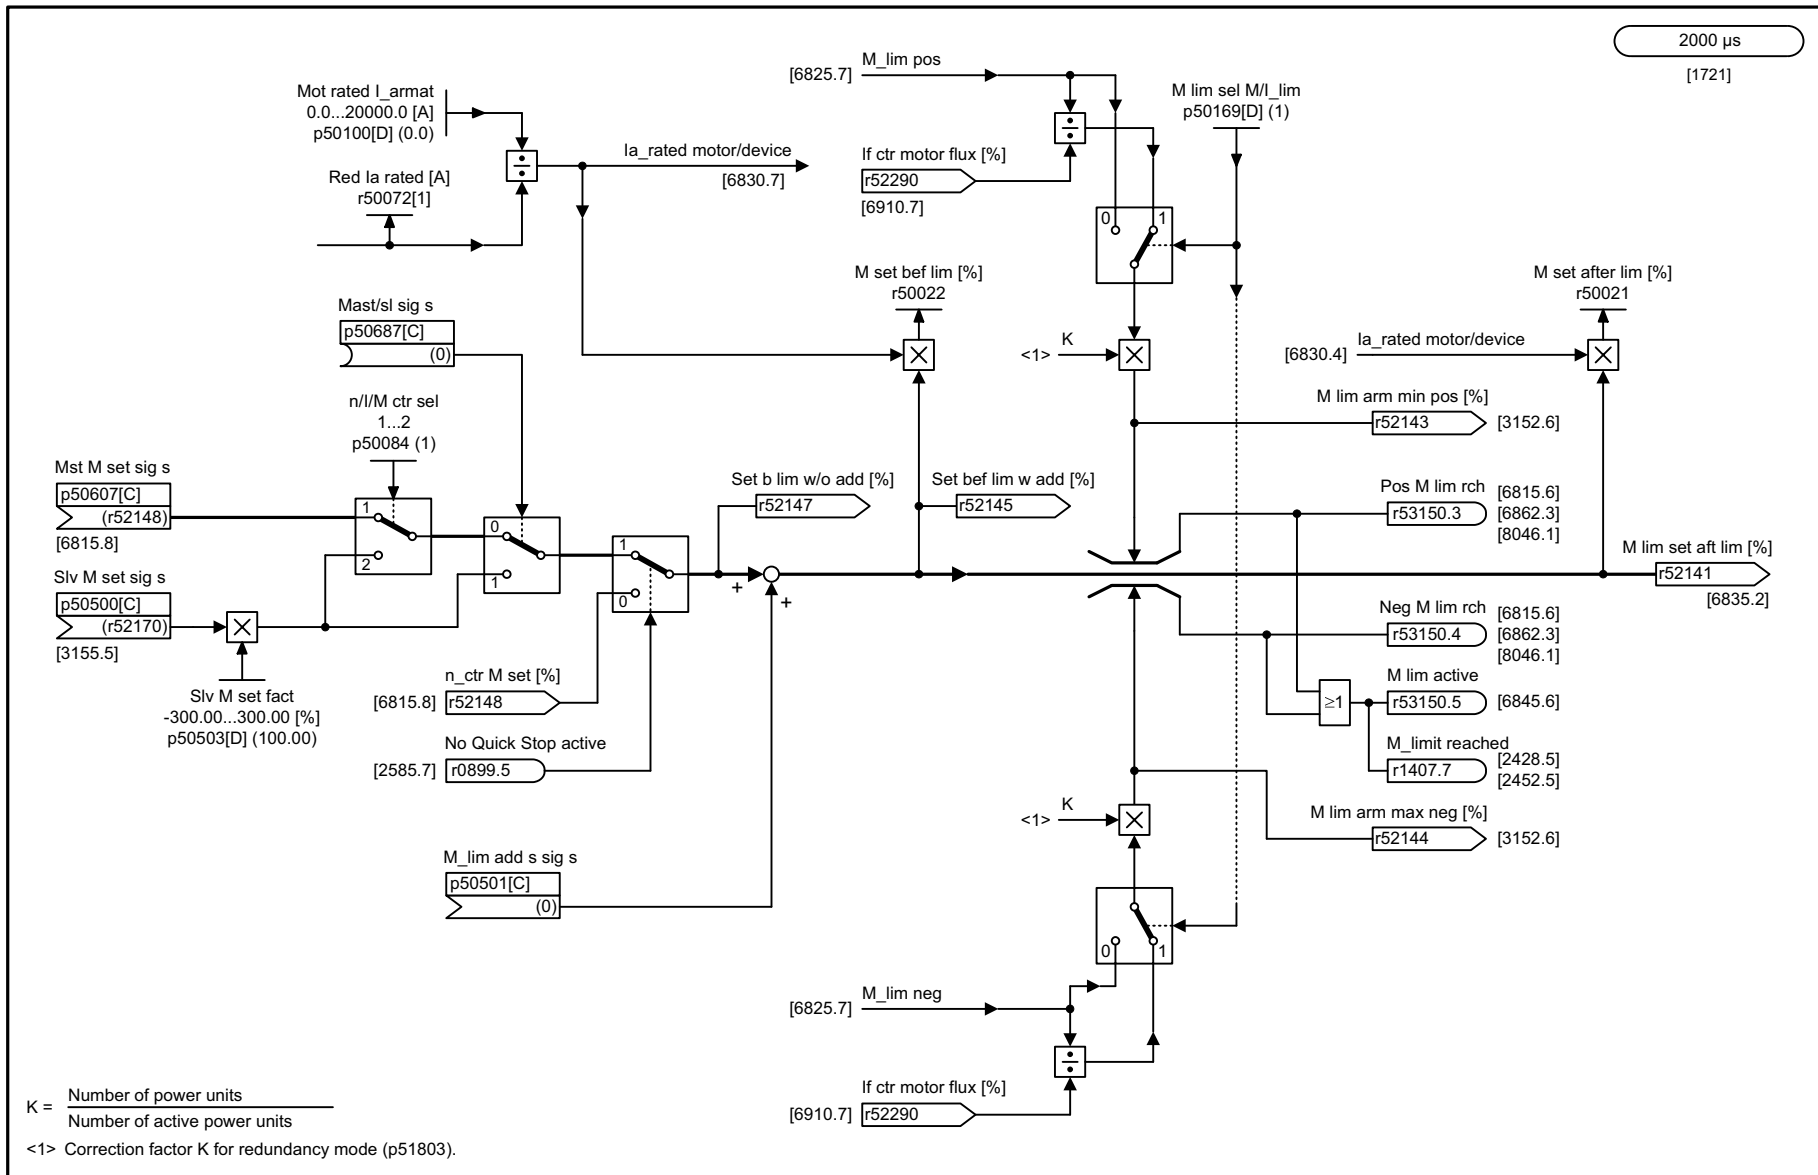 2000 µs
[1721]
M_lim pos
[6825.7]
Mot rated I_armat
0.0...20000.0 [A]
p50100[D] (0.0)
M lim sel M/I_lim
p50169[D] (1)
÷
Ia_rated motor/device
[6830.7]
÷
If ctr motor flux [%]
r52290
[6910.7]
Red Ia rated [A]
r50072[1]
0
1
M set bef lim [%]
r50022
M set after lim [%]
r50021
Mast/sl sig s
p50687[C]
(0)
K
<1>
Ia_rated motor/device
[6830.4]
n/I/M ctr sel
1...2
p50084 (1)
M lim arm min pos [%]
r52143
[3152.6]
Mst M set sig s
p50607[C]
(r52148)
[6815.8]
1
2
0
1
1
0
Set b lim w/o add [%]
r52147
Set bef lim w add [%]
r52145
Pos M lim rch
r53150.3
[6815.6]
[6862.3]
[8046.1]
M lim set aft lim [%]
r52141
[6835.2]
+
+
Slv M set sig s
p50500[C]
(r52170)
[3155.5]
Neg M lim rch
r53150.4
[6815.6]
[6862.3]
[8046.1]
Slv M set fact
-300.00...300.00 [%]
p50503[D] (100.00)
n_ctr M set [%]
[6815.8]
r52148
≥1
M lim active
r53150.5
[6845.6]
No Quick Stop active
[2585.7]
r0899.5
M_limit reached
r1407.7
[2428.5]
[2452.5]
K
<1>
M lim arm max neg [%]
r52144
[3152.6]
M_lim add s sig s
p50501[C]
(0)
0
1
M_lim neg
[6825.7]
÷
If ctr motor flux [%]
[6910.7]
r52290
K =
Number of power units
Number of active power units
<1> Correction factor K for redundancy mode (p51803).